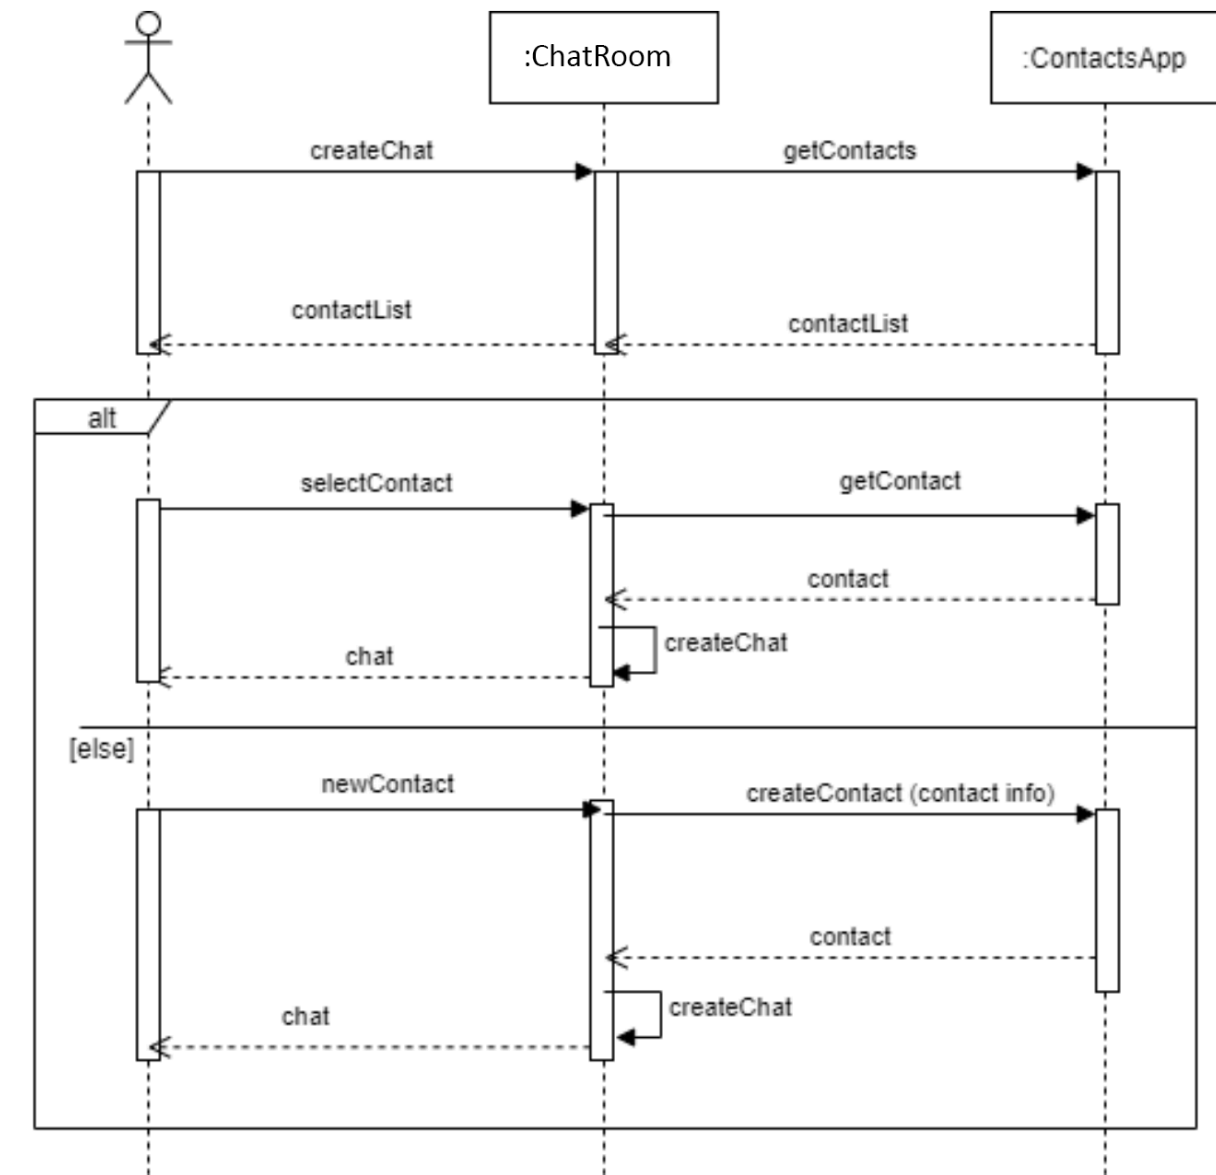 :ChatRoom
:ContactsApp
createChat
getContacts
contactList
contactList
alt
selectContact
getContact
contact
createChat
chat
[else]
newContact
createContact (contact info)
contact
createChat
chat